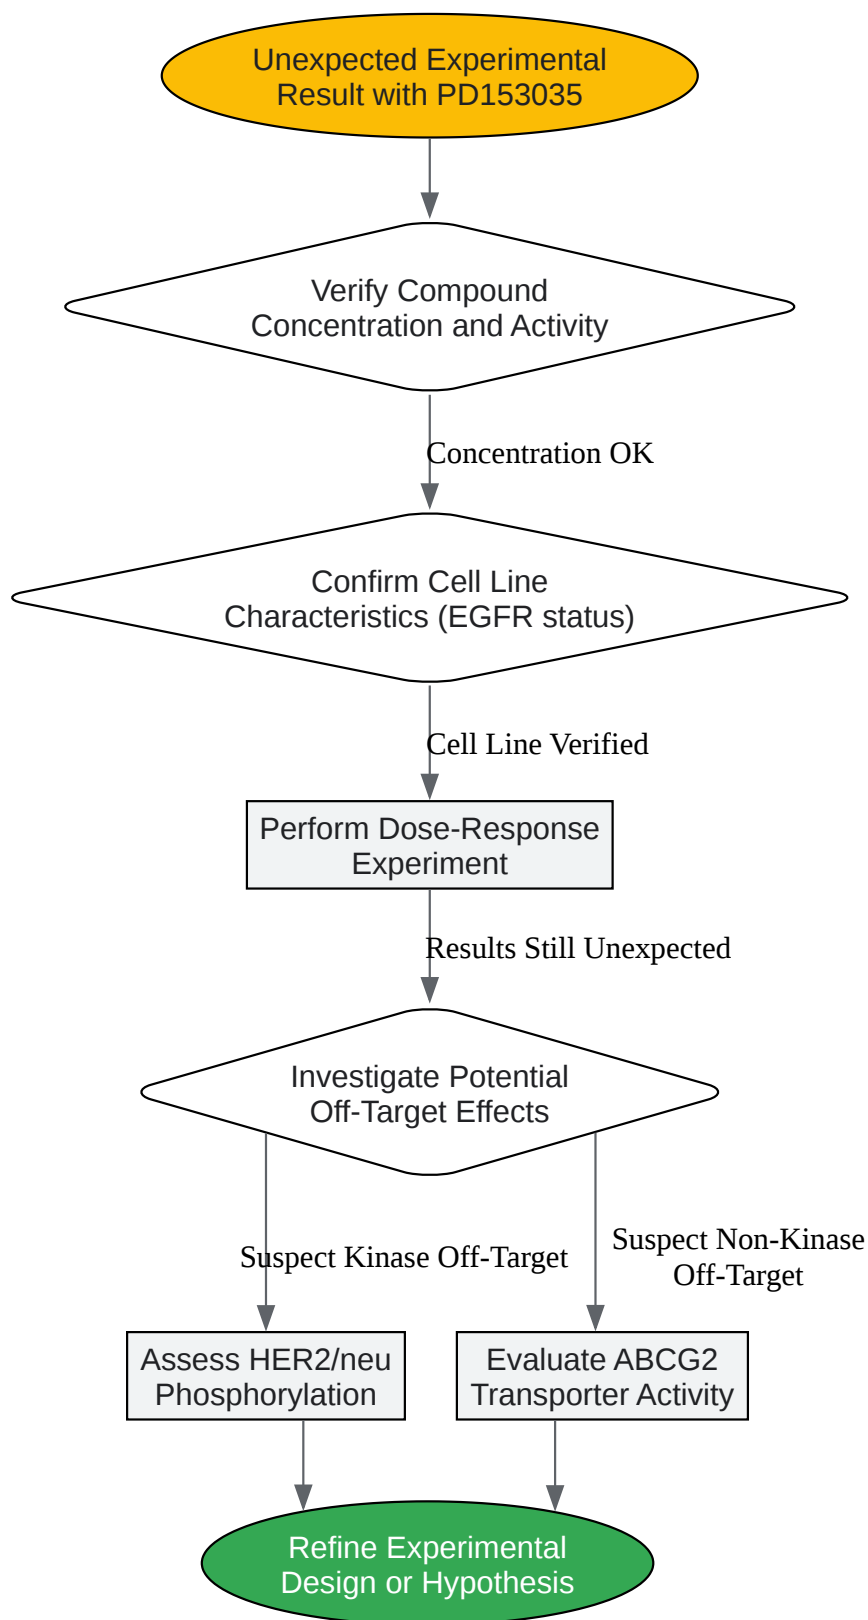 Unexpected Experimental
Result with PD153035
Verify Compound
Concentration and Activity
Concentration OK
Confirm Cell Line
Characteristics (EGFR status)
Cell Line Verified
Perform Dose-Response
Experiment
Results Still Unexpected
Investigate Potential
Off-Target Effects
Suspect Kinase Off-Target
Suspect Non-Kinase
Off-Target
Assess HER2/neu
Phosphorylation
Evaluate ABCG2
Transporter Activity
Refine Experimental
Design or Hypothesis